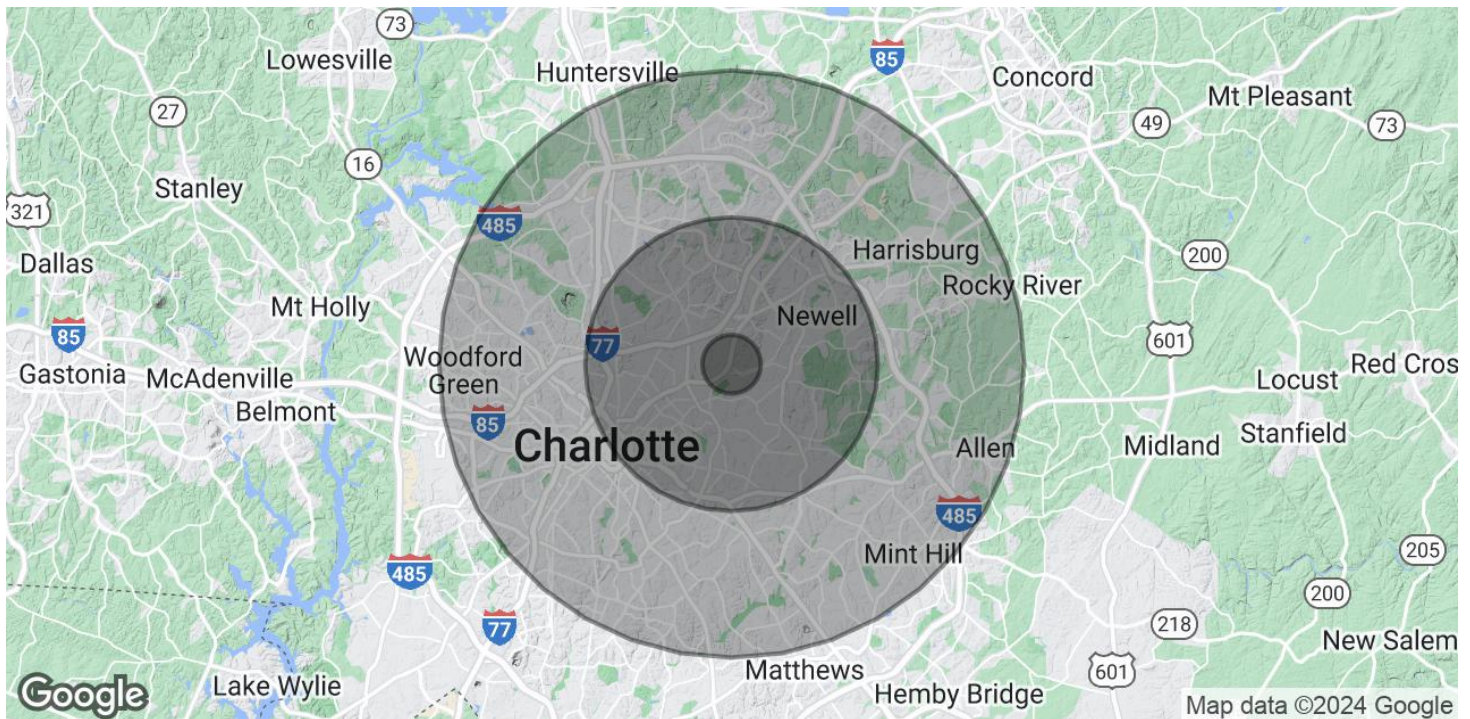 73
Lowesville
Huntersville
85
Concord
Mt Pleasant
27
49
73
16
Stanley
321
485
200
Dallas
Harrisburg
Rocky River
Mt Holly
Newell
85
77
601
Woodford
Green
Gastonia
McAdenville
Belmont
Red Cros
Locust
85
Charlotte
Allen
Midland
Stanfield
485
Mint Hill
205
485
200
77
218
New Salem
Matthews
601
Lake Wylie
Hemby Bridge
Google
Map data ©2024 Google